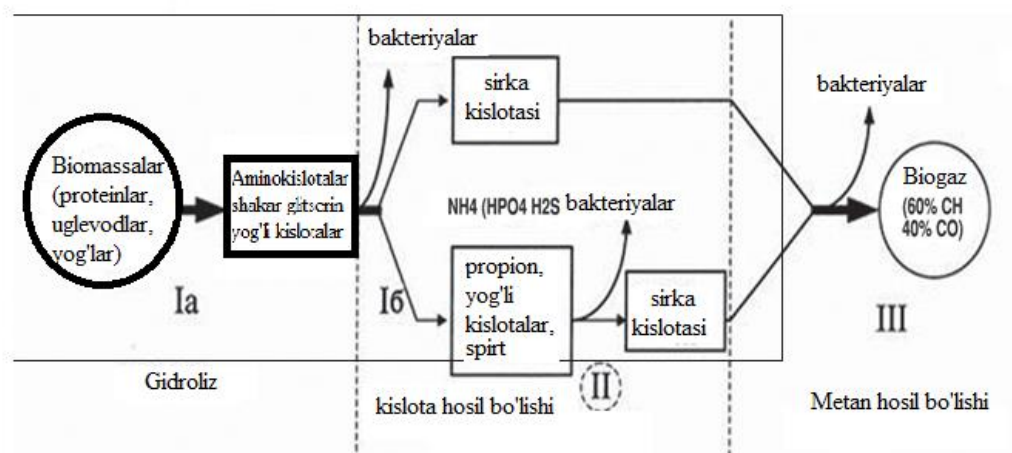 bakteriyalar
sirka
kislotasi
bakteriyalar
Biomassalar
(proteinlar,
uglevodlar,
yog'lar)
Aminokislotalar
shakar glitserin
yog'li kislotalar
NH4 (HPO4 H2S
bakteriyalar
Biogaz
(60% CH
40% CO)
propion,
yog'li
kislotalar,
spirt
sirka
kislotasi
Ia
Iб
II
III
Gidroliz
kislota hosil bo'lishi
Metan hosil bo'lishi